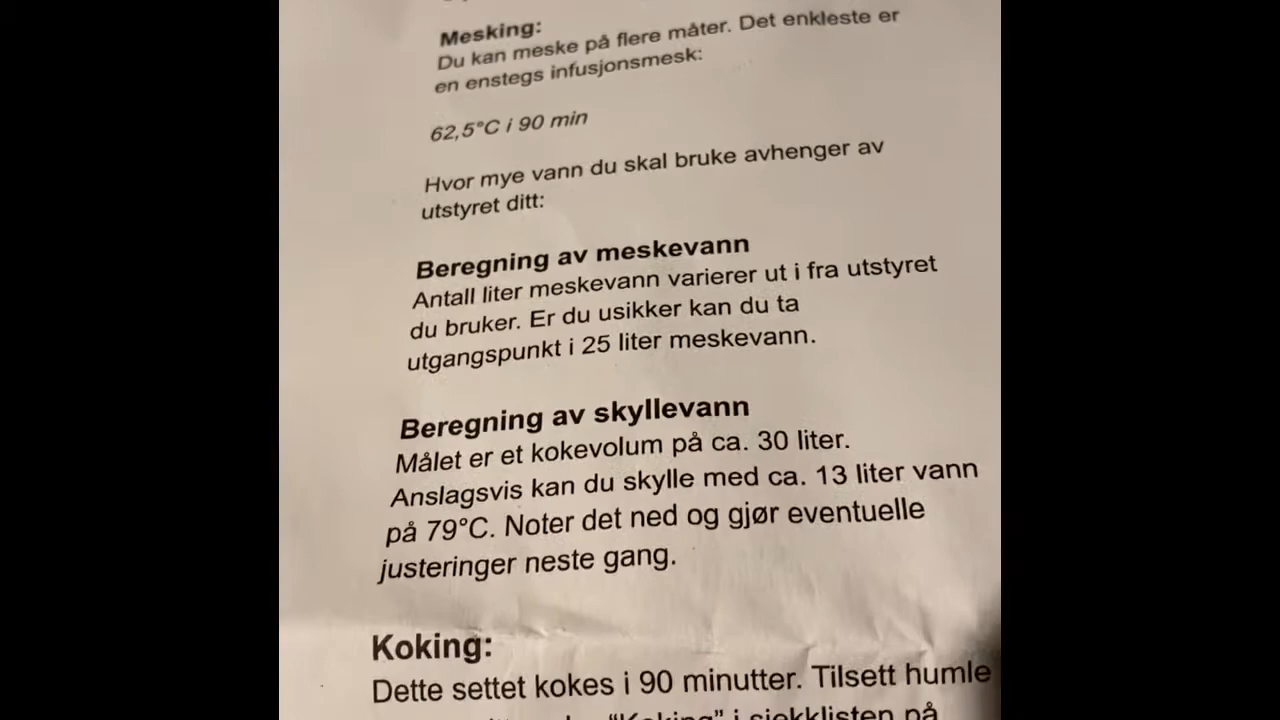 Mesking:
Du kan meske på flere måter. Det enkleste er
en enstegs infusjonsmesk:
62,5°C i 90 min
Hvor mye vann du skal bruke avhenger av
utstyret ditt:
Beregning av meskevann
Antall liter meskevann varierer ut i fra utstyret
du bruker. Er du usikker kan du ta
utgangspunkt i 25 liter meskevann.
Beregning av skyllevann
Målet er et kokevolum på ca. 30 liter.
Anslagsvis kan du skylle med ca. 13 liter vann
på 79°C. Noter det ned og gjør eventuelle
justeringer neste gang.
Koking:
Dette settet kokes i 90 minutter. Tilsett humle
"Koking" i sjekklisten på